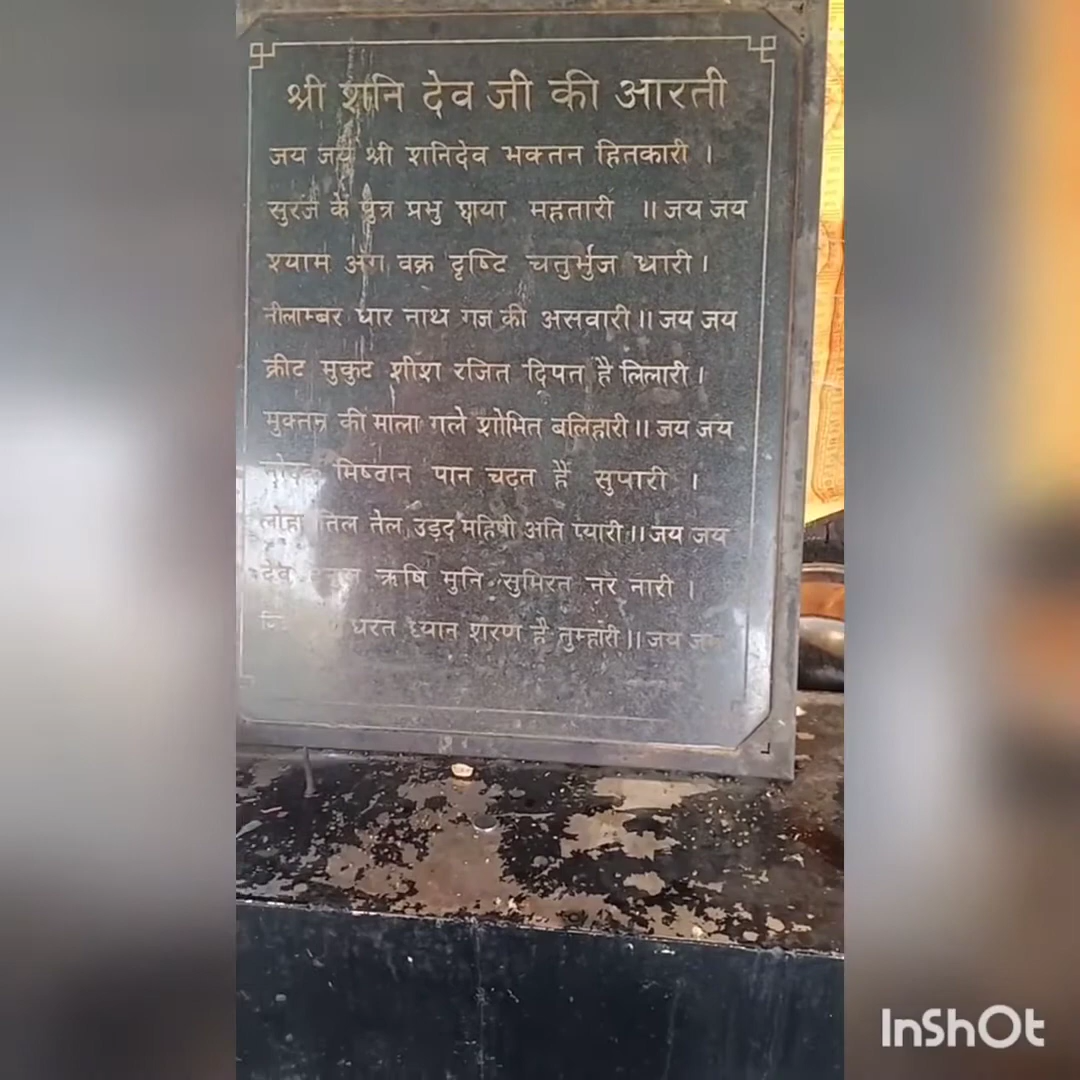 श्री शनि देव जी की आरती
जय जय श्री शनिदेव भक्तन हितकारी ।
सुरज के पुत्र प्रभु छाया महतारी ॥ जय जय
श्याम अंग वक्र दृष्टि चतुर्भुज धारी ।
नीलाम्बर धार नाथ गज की असवारी ॥ जय जय
क्रीट मुकुट शीश रजित दिपत है लिलारी ।
मुक्तन की माला गले शोभित बलिहारी ॥ जय जय
मिष्ठान पान चढ़त हैं सुपारी ।
लोहा तिल तेल उड़द महिषी अति प्यारी ॥ जय जय
देव ऋषि मुनि सुमिरत नर नारी ।
धरत ध्यान शरण है तुम्हारी ॥ जय
InShOt